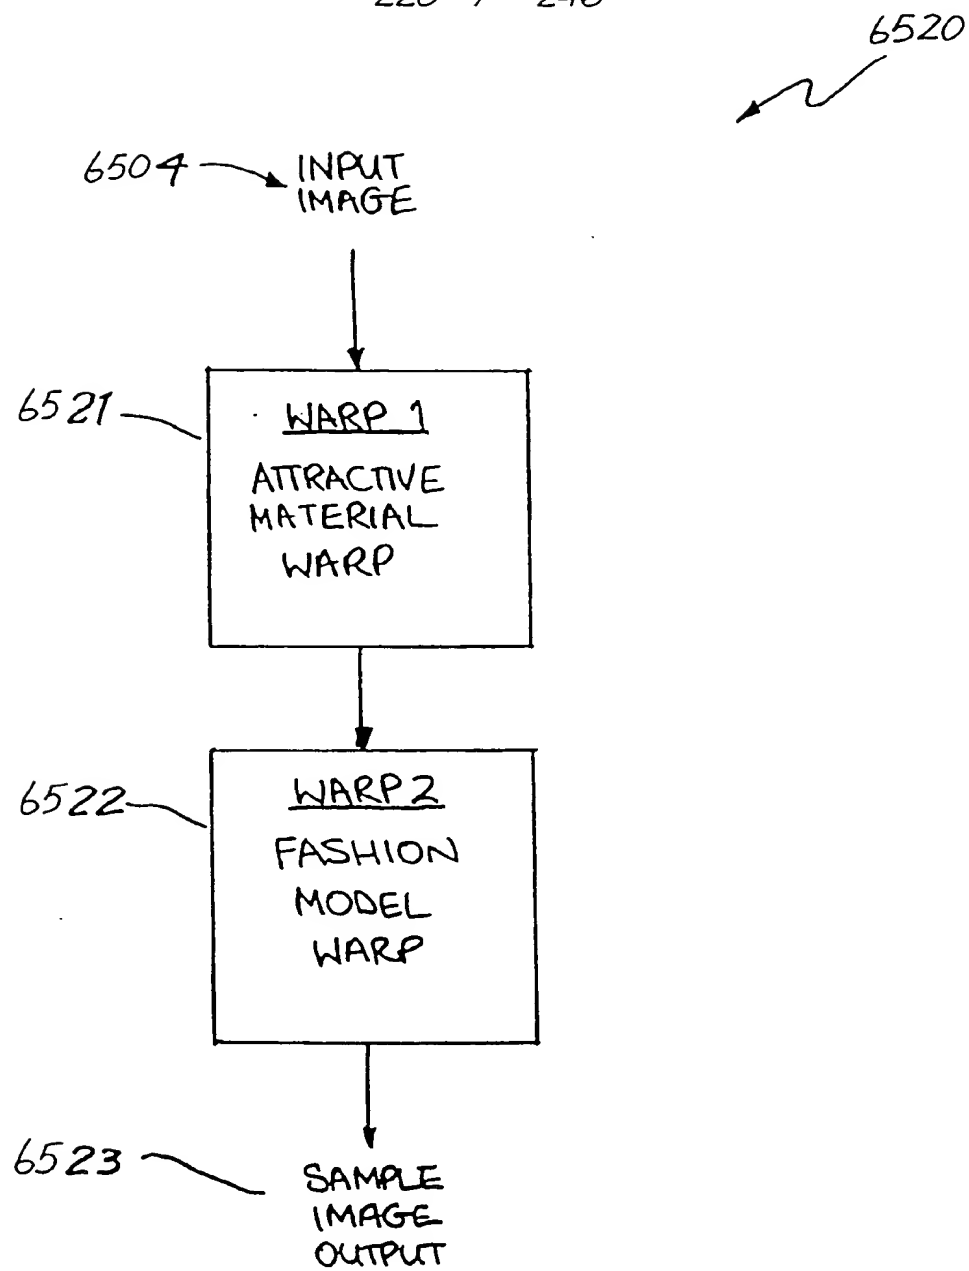 6520
6504
INPUT
IMAGE
6521
WARP 1
ATTRACTIVE
MATERIAL
WARP
6522
WARP 2
FASHION
MODEL
WARP
6523
SAMPLE
IMAGE
OUTPUT